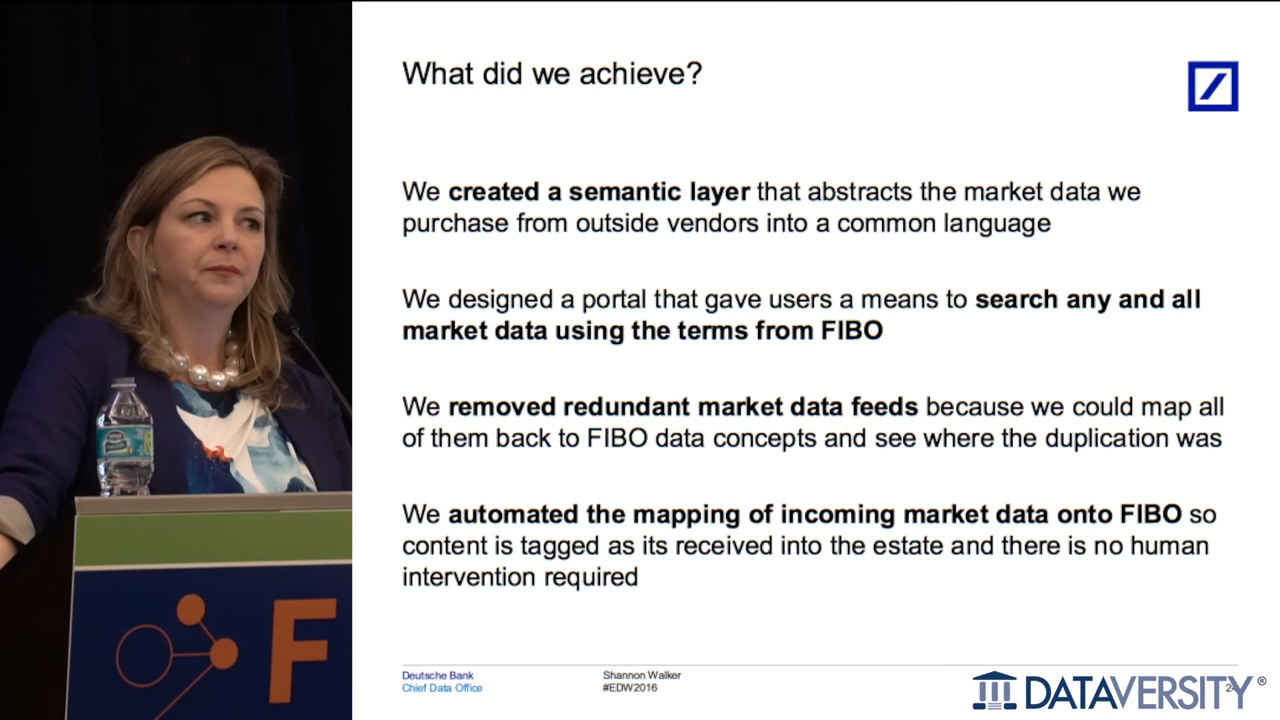 What did we achieve?
We created a semantic layer that abstracts the market data we
purchase from outside vendors into a common language
We designed a portal that gave users a means to search any and all
market data using the terms from FIBO
We removed redundant market data feeds because we could map all
of them back to FIBO data concepts and see where the duplication was
We automated the mapping of incoming market data onto FIBO so
content is tagged as its received into the estate and there is no human
intervention required
F
Deutsche Bank
Chief Data Office
Shannon Walker
#EDW2016
DATAVERSITY®